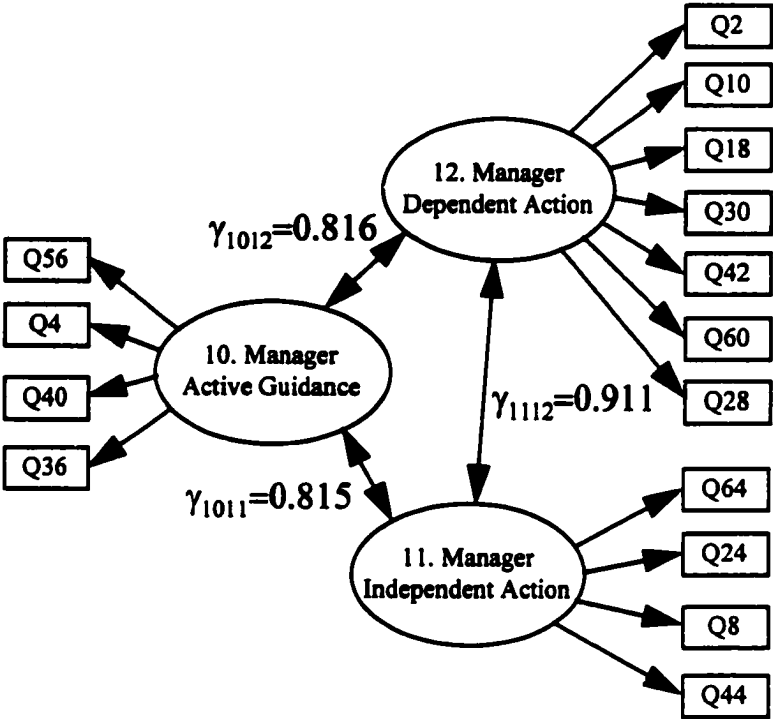 Q2
Q10
12. Manager
Dependent Action
Q18
Q30
γ1012=0.816
Q56
Q42
Q4
Q60
10. Manager
Active Guidance
Q40
Q28
γ1112=0.911
Q36
γ1011=0.815
Q64
11. Manager
Independent Action
Q24
Q8
Q44